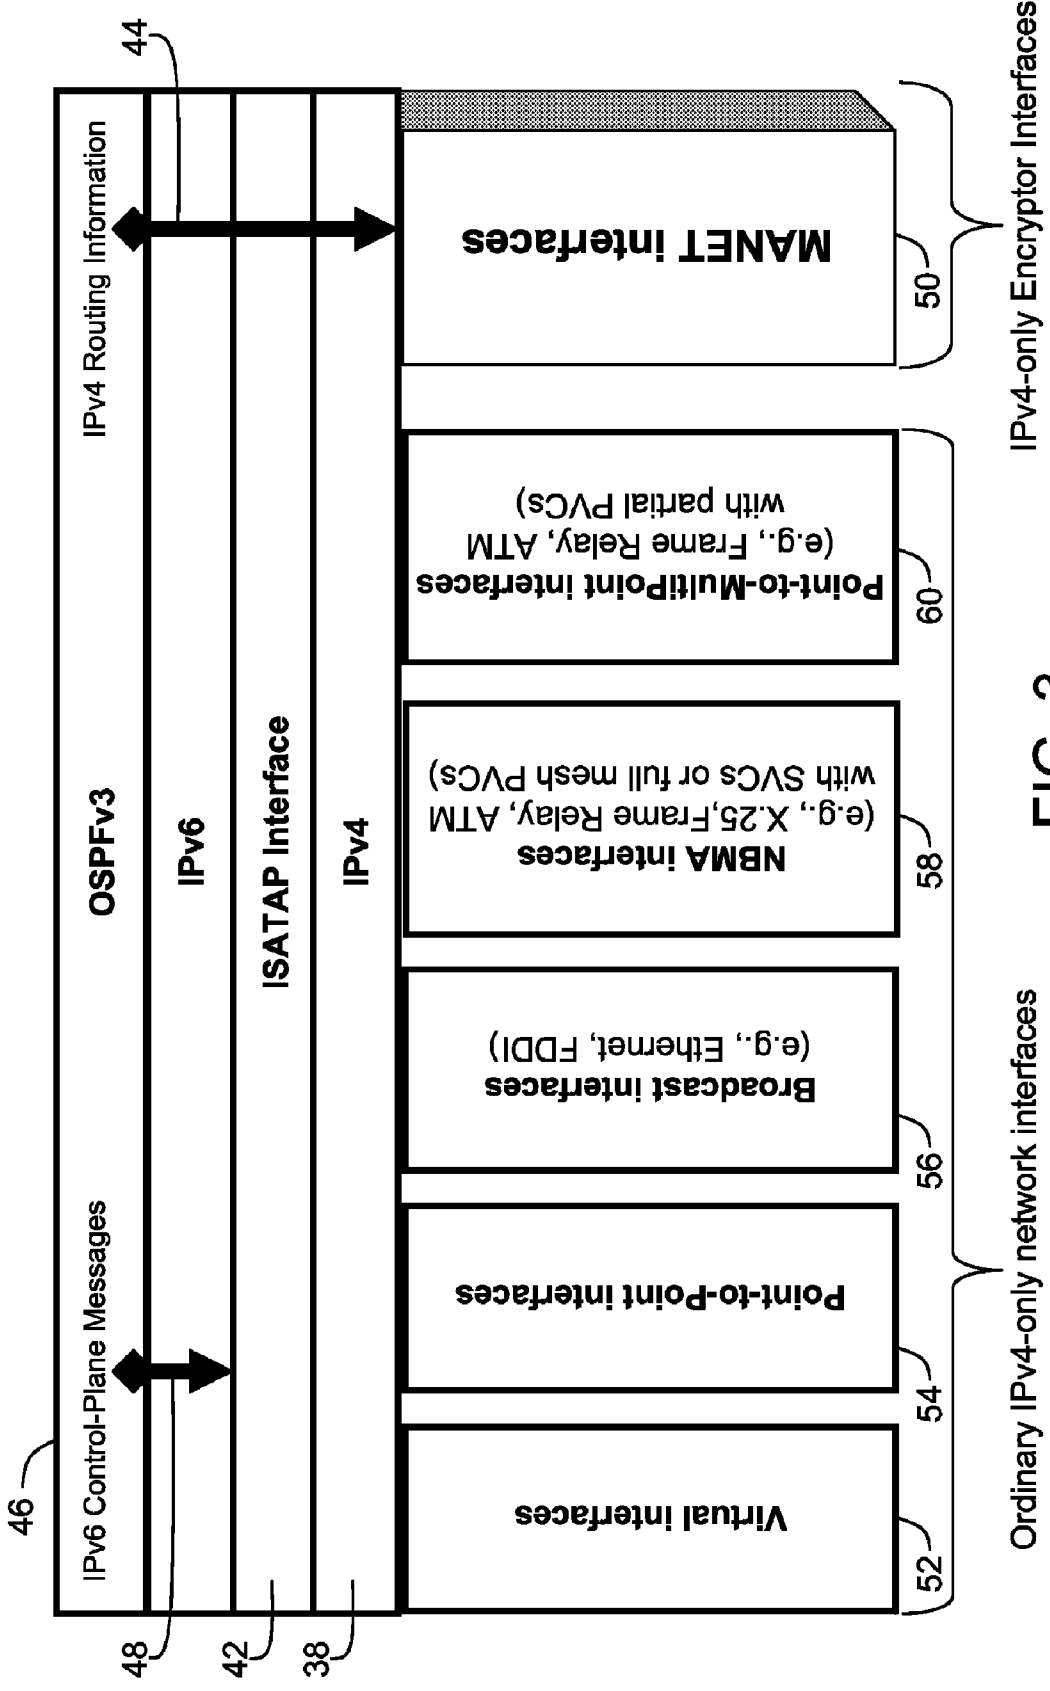 44
46
IPv6 Control-Plane Messages
IPv4 Routing Information
OSPFv3
48
IPv6
42
ISATAP Interface
38
IPv4
Virtual interfaces
52
Point-to-Point interfaces
54
Broadcast interfaces
(e.g., Ethernet, FDDI)
56
NBMA interfaces
(e.g., X.25,Frame Relay, ATM
with SVCs or full mesh PVCs)
58
Point-to-MultiPoint interfaces
(e.g., Frame Relay, ATM
with partial PVCs)
60
MANET interfaces
50
Ordinary IPv4-only network interfaces
IPv4-only Encryptor Interfaces